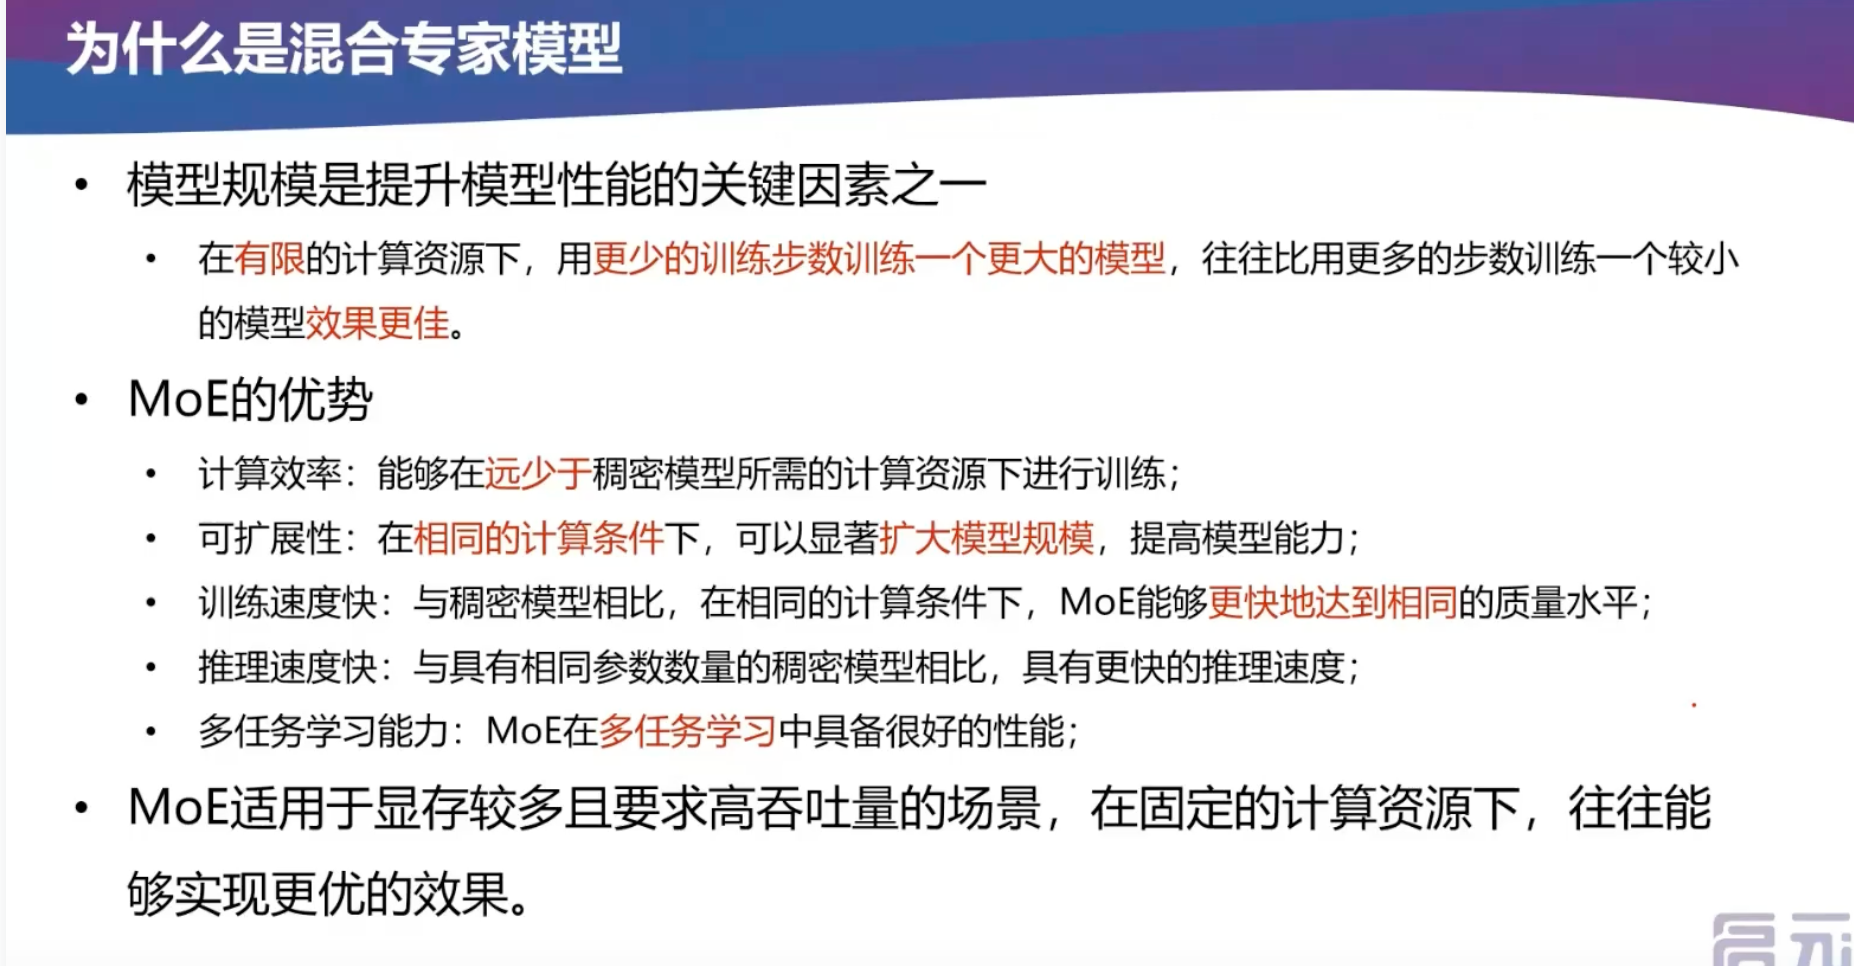 为什么是混合专家模型
• 模型规模是提升模型性能的关键因素之一
• 在有限的计算资源下，用更少的训练步数训练一个更大的模型，往往比用更多的步数训练一个较小
的模型效果更佳。
• MoE的优势
• 计算效率：能够在远少于稠密模型所需的计算资源下进行训练；
• 可扩展性：在相同的计算条件下，可以显著扩大模型规模，提高模型能力；
• 训练速度快：与稠密模型相比，在相同的计算条件下，MoE能够更快地达到相同的质量水平；
• 推理速度快：与具有相同参数数量的稠密模型相比，具有更快的推理速度；
• 多任务学习能力：MoE在多任务学习中具备很好的性能；
• MoE适用于显存较多且要求高吞吐量的场景，在固定的计算资源下，往往能
够实现更优的效果。